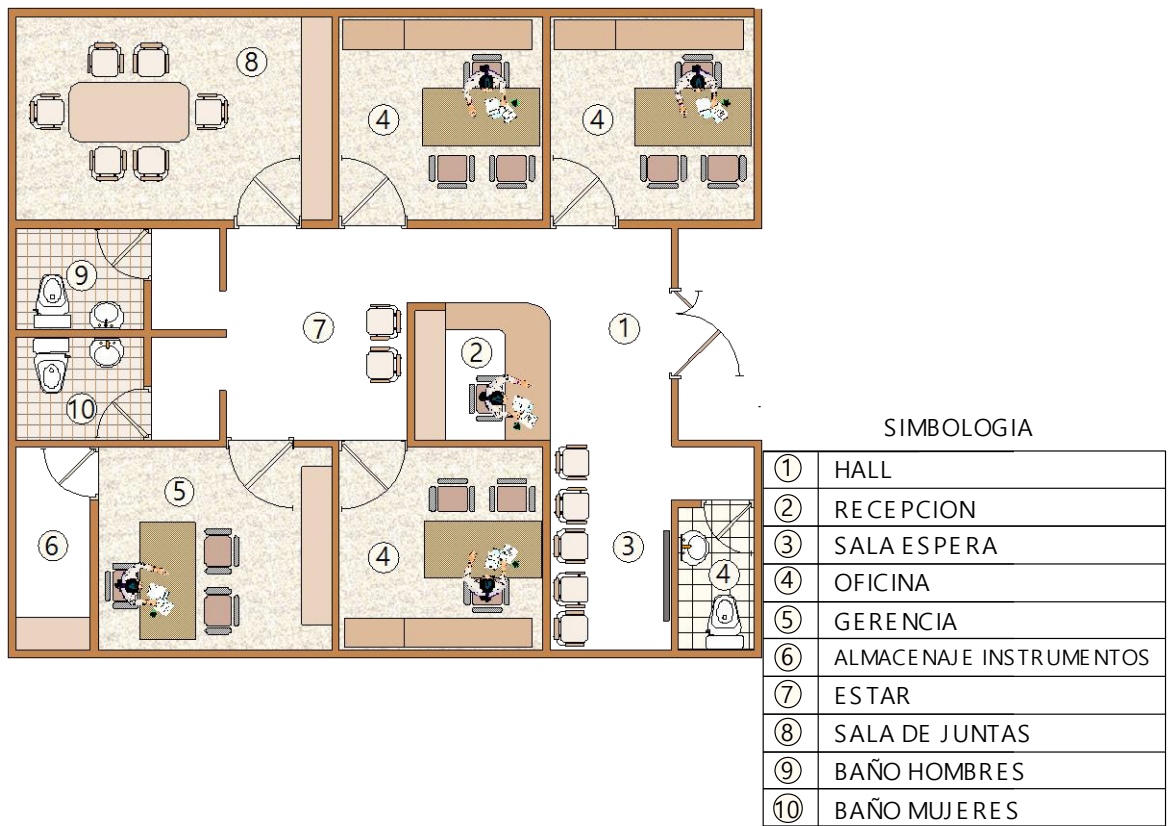 8
4
4
9
7
1
2
10
5
6
4
3
4
SIMBOLOGIA
1 HALL
2 RECEPCION
3 SALA ESPERA
4 OFICINA
5 GERENCIA
6 ALMACENAJE INSTRUMENTOS
7 ESTAR
8 SALA DE JUNTAS
9 BAÑO HOMBRES
10 BAÑO MUJERES